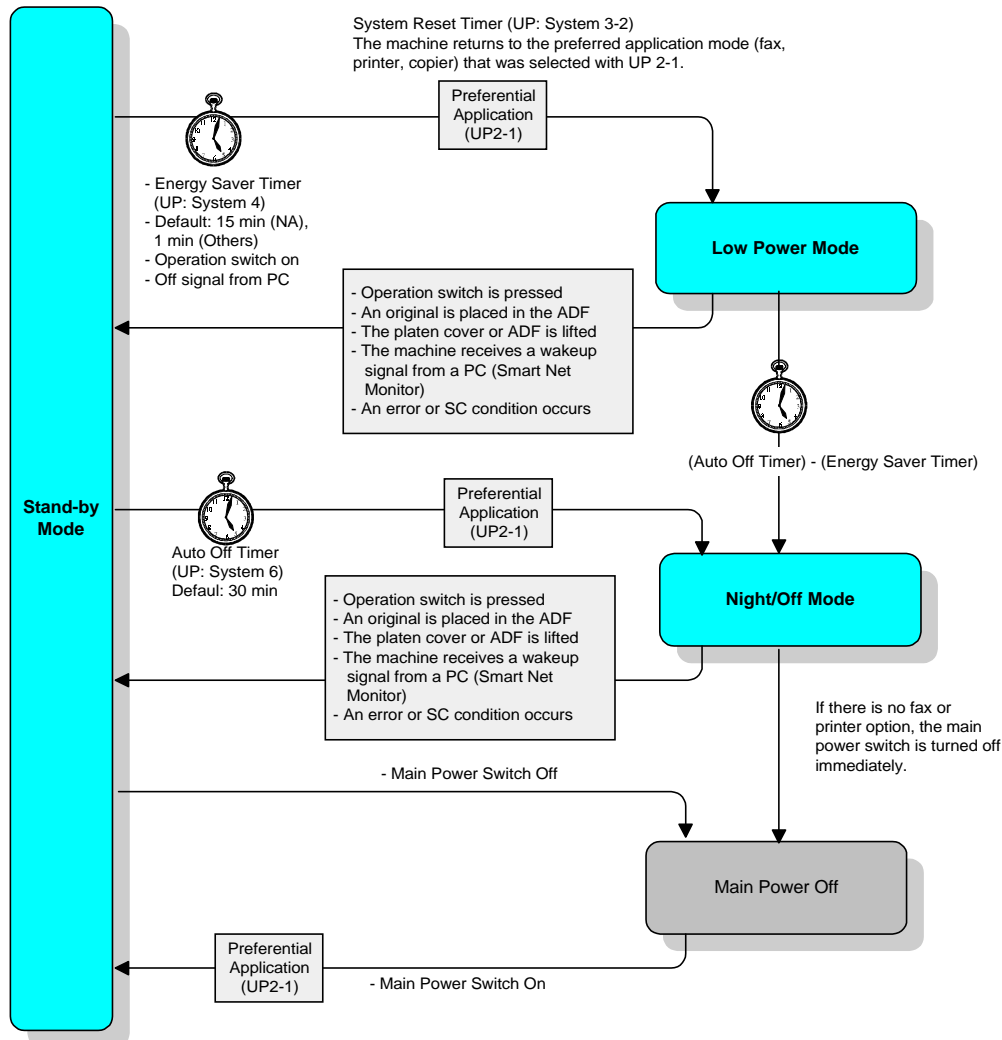 System Reset Timer (UP: System 3-2)
The machine returns to the preferred application mode (fax,
printer, copier) that was selected with UP 2-1.
Preferential
Application
(UP2-1)
- Energy Saver Timer
(UP: System 4)
- Default: 15 min (NA),
1 min (Others)
- Operation switch on
- Off signal from PC
Low Power Mode
- Operation switch is pressed
- An original is placed in the ADF
- The platen cover or ADF is lifted
- The machine receives a wakeup
signal from a PC (Smart Net
Monitor)
- An error or SC condition occurs
(Auto Off Timer) - (Energy Saver Timer)
Stand-by
Mode
Preferential
Application
(UP2-1)
Auto Off Timer
(UP: System 6)
Defaul: 30 min
Night/Off Mode
- Operation switch is pressed
- An original is placed in the ADF
- The platen cover or ADF is lifted
- The machine receives a wakeup
signal from a PC (Smart Net
Monitor)
- An error or SC condition occurs
If there is no fax or
printer option, the main
power switch is turned off
immediately.
- Main Power Switch Off
Main Power Off
Preferential
Application
(UP2-1)
- Main Power Switch On